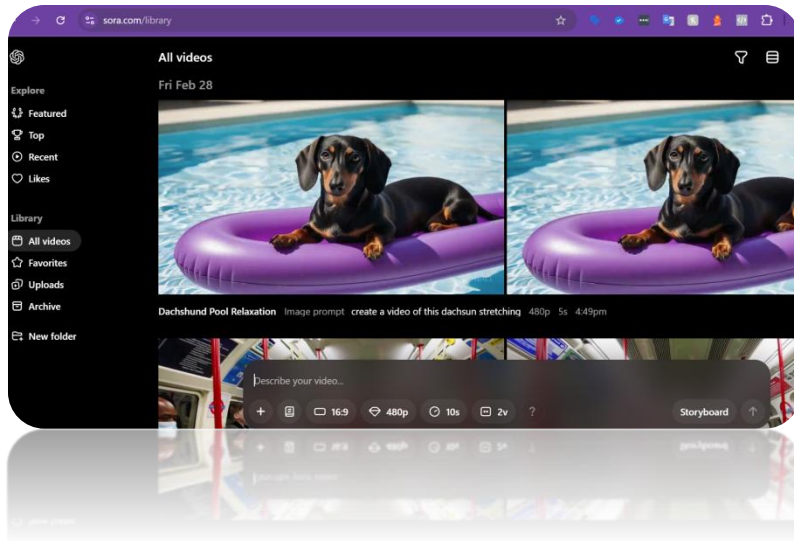 sora.com/library
All videos
Fri Feb 28
Explore
Featured
Top
Recent
Likes
Library
All videos
Favorites
Uploads
Archive
New folder
Dachshund Pool Relaxation Image prompt create a video of this dachsun stretching 480p 5s 4:49pm
Describe your video...
+ 16:9 480p 10s 2v ? Storyboard